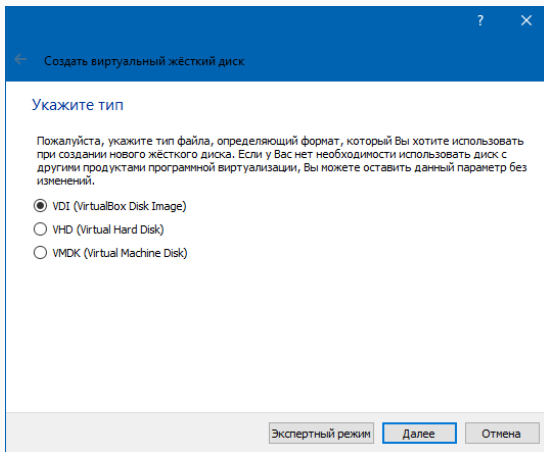 ?
Создать виртуальный жёсткий диск
Укажите тип
Пожалуйста, укажите тип файла, определяющий формат, который Вы хотите использовать
при создании нового жёсткого диска. Если у Вас нет необходимости использовать диск с
другими продуктами программной виртуализации, Вы можете оставить данный параметр без
изменений.
VDI (VirtualBox Disk Image)
VHD (Virtual Hard Disk)
VMDK (Virtual Machine Disk)
Экспертный режим Далее Отмена